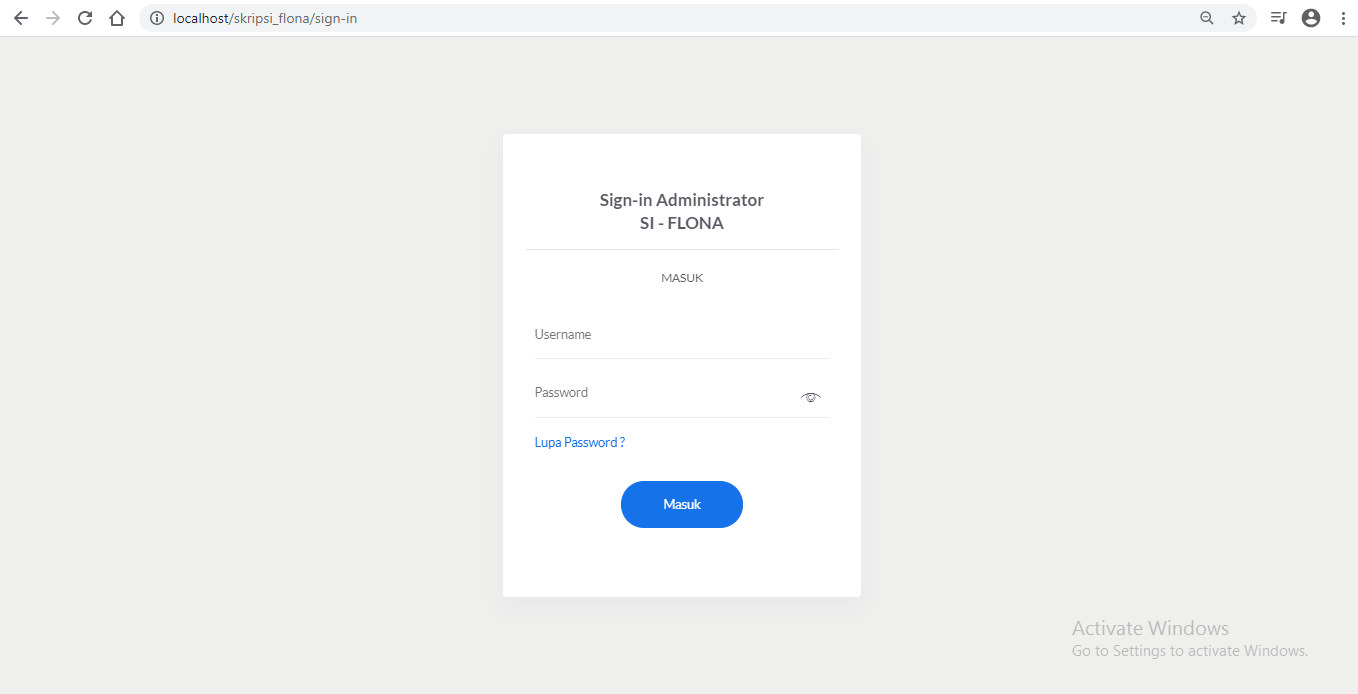 localhost/skripsi_flona/sign-in
Sign-in Administrator
SI - FLONA
MASUK
Username
Password
Lupa Password ?
Masuk
Activate Windows
Go to Settings to activate Windows.